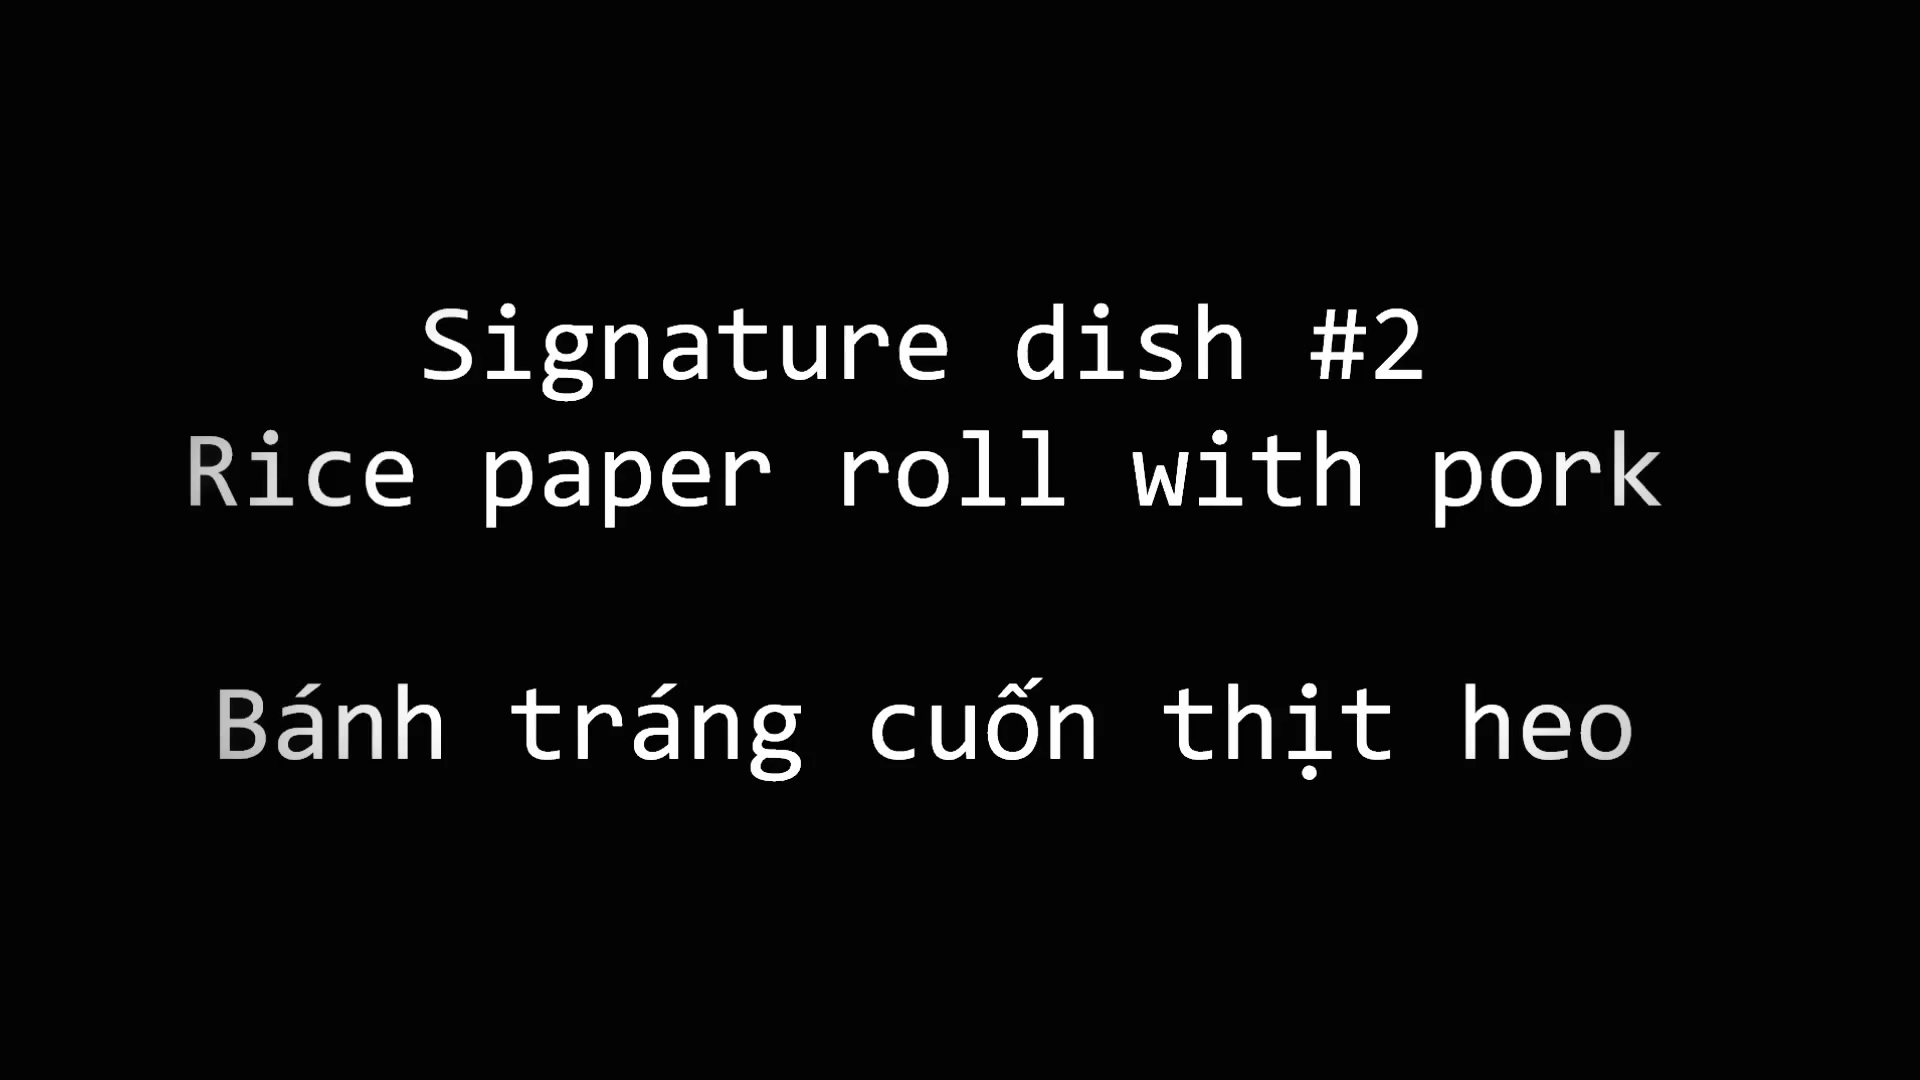 Signature dish #2
Rice paper roll with pork
Bánh tráng cuốn thịt heo